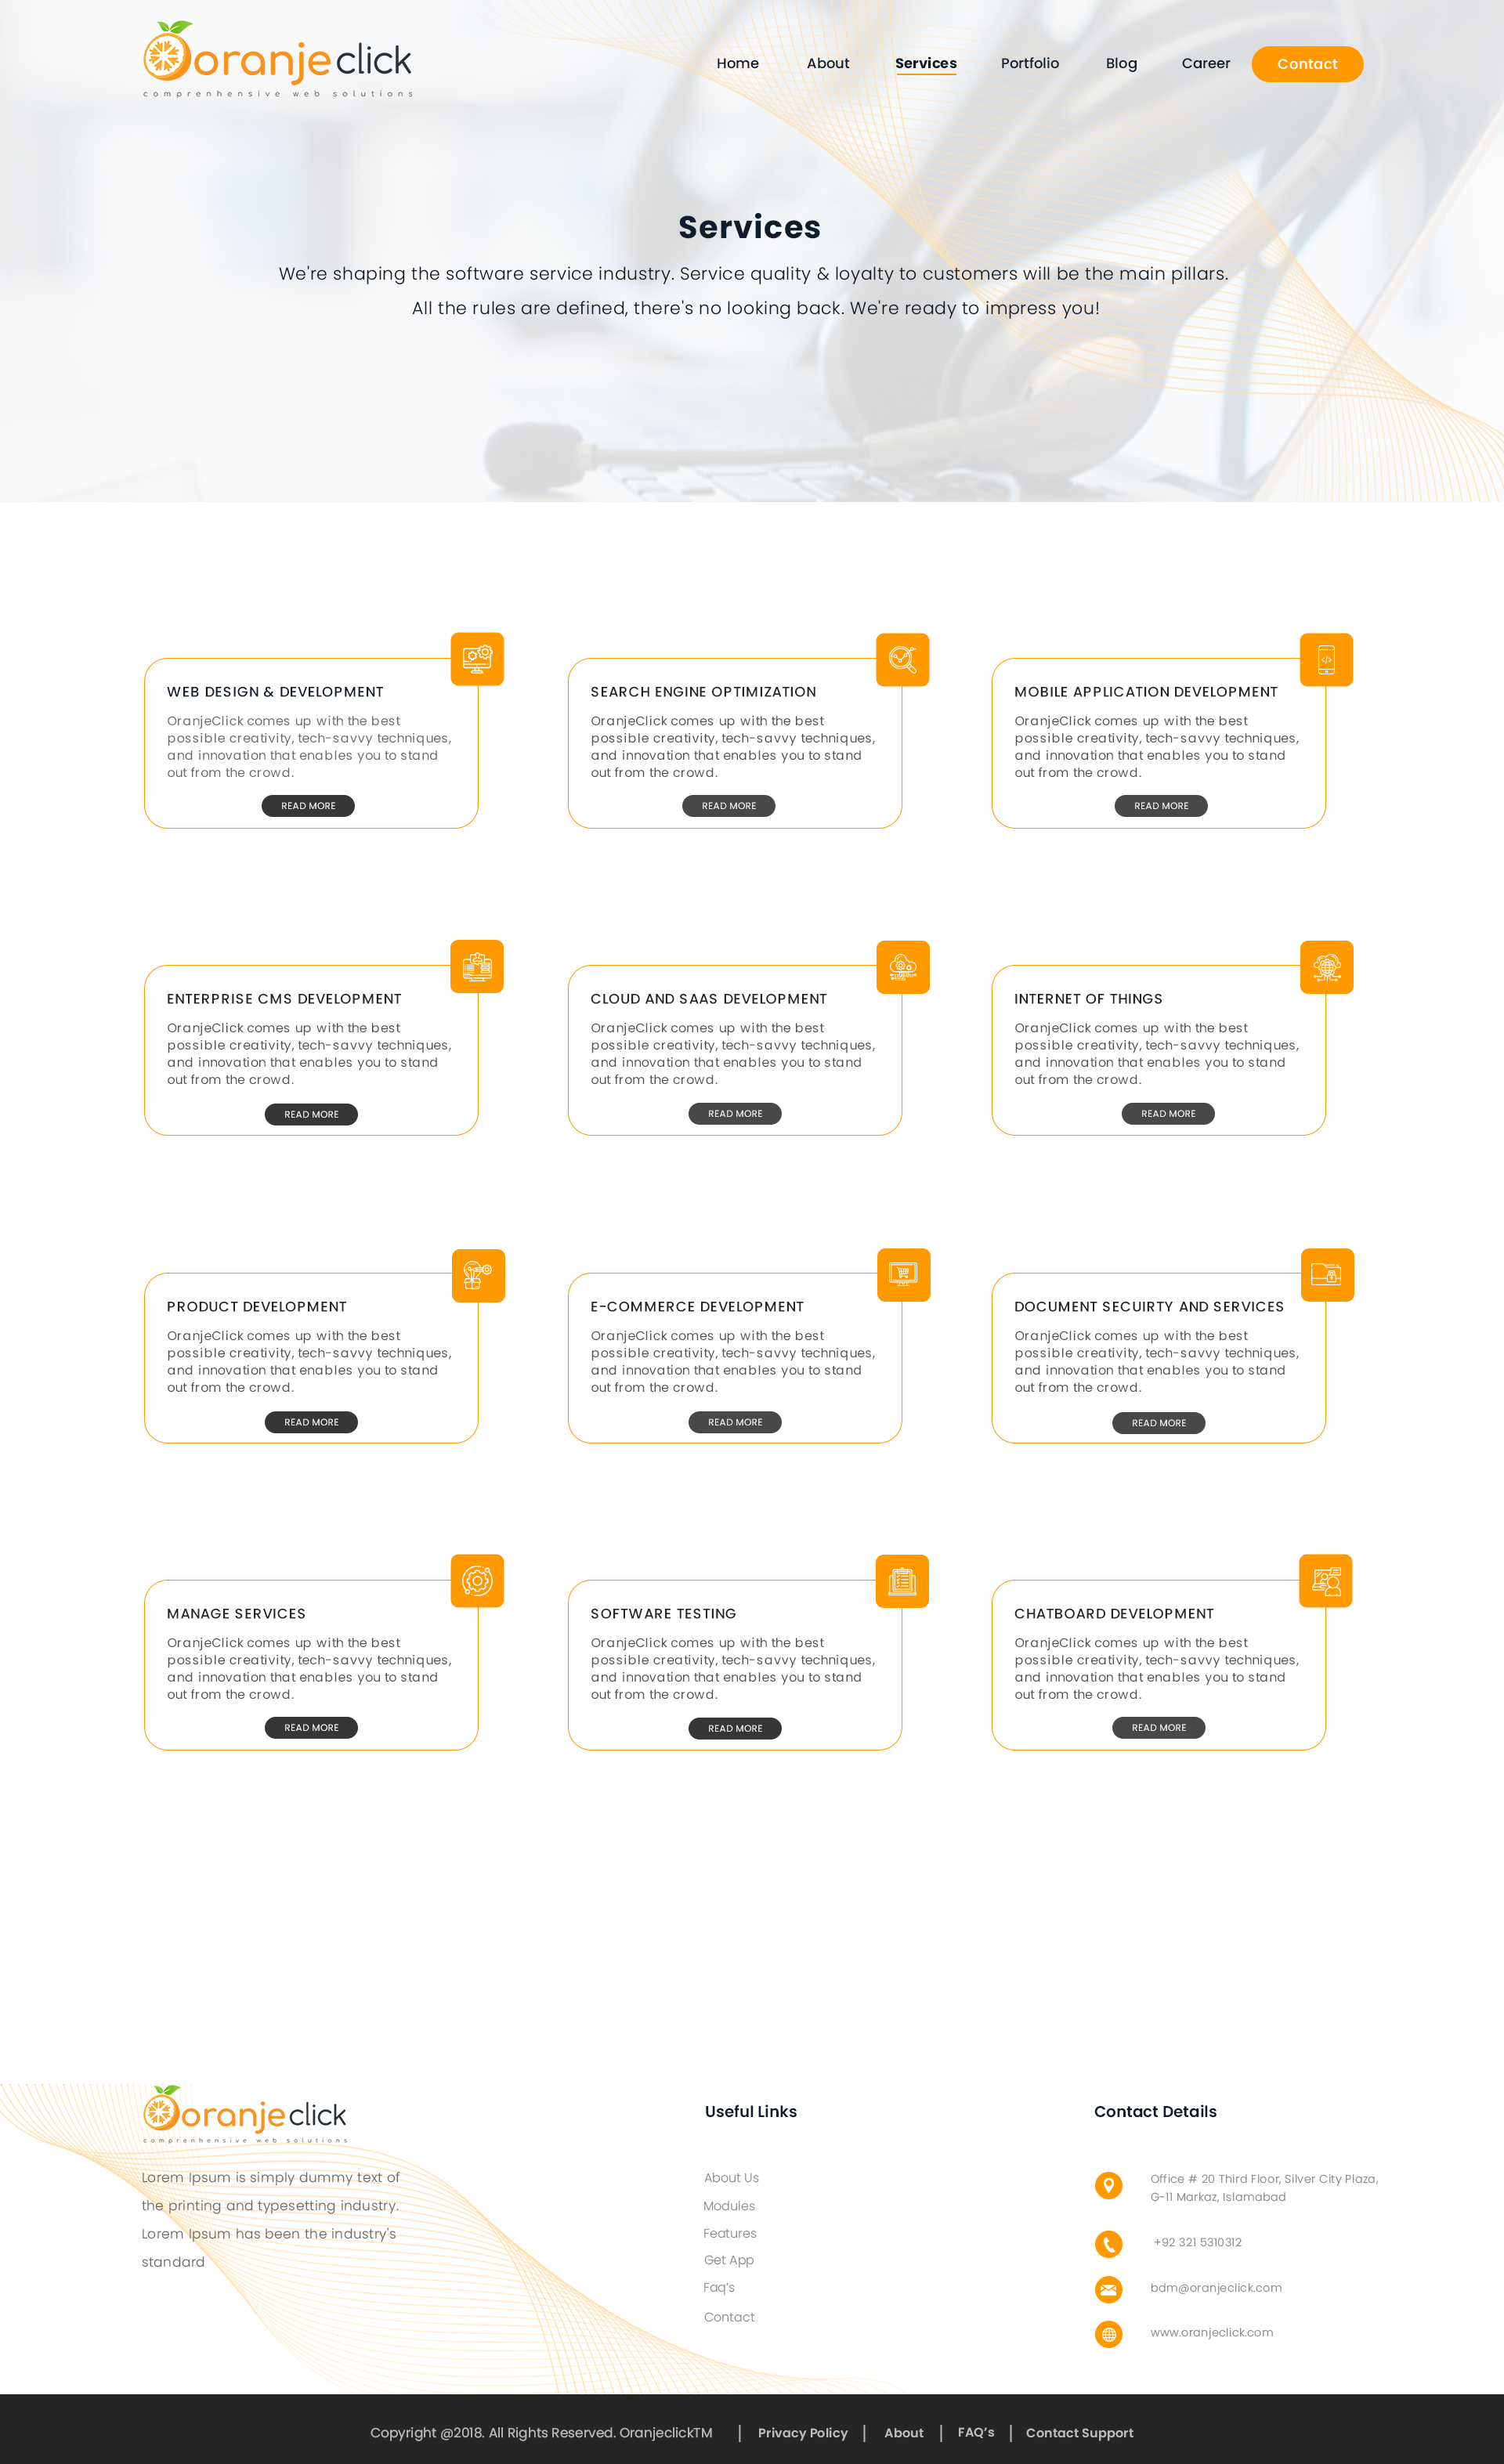 oranjeclick
comprenhensive web solutions
Home About Services Portfolio Blog Career Contact
Services
We're shaping the software service industry. Service quality & loyalty to customers will be the main pillars.
All the rules are defined, there's no looking back. We're ready to impress you!
WEB DESIGN & DEVELOPMENT
OranjeClick comes up with the best
possible creativity, tech-savvy techniques,
and innovation that enables you to stand
out from the crowd.
READ MORE
SEARCH ENGINE OPTIMIZATION
OranjeClick comes up with the best
possible creativity, tech-savvy techniques,
and innovation that enables you to stand
out from the crowd.
READ MORE
MOBILE APPLICATION DEVELOPMENT
OranjeClick comes up with the best
possible creativity, tech-savvy techniques,
and innovation that enables you to stand
out from the crowd.
READ MORE
ENTERPRISE CMS DEVELOPMENT
OranjeClick comes up with the best
possible creativity, tech-savvy techniques,
and innovation that enables you to stand
out from the crowd.
READ MORE
CLOUD AND SAAS DEVELOPMENT
OranjeClick comes up with the best
possible creativity, tech-savvy techniques,
and innovation that enables you to stand
out from the crowd.
READ MORE
INTERNET OF THINGS
OranjeClick comes up with the best
possible creativity, tech-savvy techniques,
and innovation that enables you to stand
out from the crowd.
READ MORE
PRODUCT DEVELOPMENT
OranjeClick comes up with the best
possible creativity, tech-savvy techniques,
and innovation that enables you to stand
out from the crowd.
READ MORE
E-COMMERCE DEVELOPMENT
OranjeClick comes up with the best
possible creativity, tech-savvy techniques,
and innovation that enables you to stand
out from the crowd.
READ MORE
DOCUMENT SECUIRTY AND SERVICES
OranjeClick comes up with the best
possible creativity, tech-savvy techniques,
and innovation that enables you to stand
out from the crowd.
READ MORE
MANAGE SERVICES
OranjeClick comes up with the best
possible creativity, tech-savvy techniques,
and innovation that enables you to stand
out from the crowd.
READ MORE
SOFTWARE TESTING
OranjeClick comes up with the best
possible creativity, tech-savvy techniques,
and innovation that enables you to stand
out from the crowd.
READ MORE
CHATBOARD DEVELOPMENT
OranjeClick comes up with the best
possible creativity, tech-savvy techniques,
and innovation that enables you to stand
out from the crowd.
READ MORE
oranjeclick
comprenhensive web solutions
Lorem Ipsum is simply dummy text of
the printing and typesetting industry.
Lorem Ipsum has been the industry's
standard
Useful Links
About Us
Modules
Features
Get App
Faq's
Contact
Contact Details
Office # 20 Third Floor, Silver City Plaza,
G-11 Markaz, Islamabad
+92 321 5310312
bdm@oranjeclick.com
www.oranjeclick.com
Copyright @2018. All Rights Reserved. OranjeclickTM | Privacy Policy | About | FAQ's | Contact Support